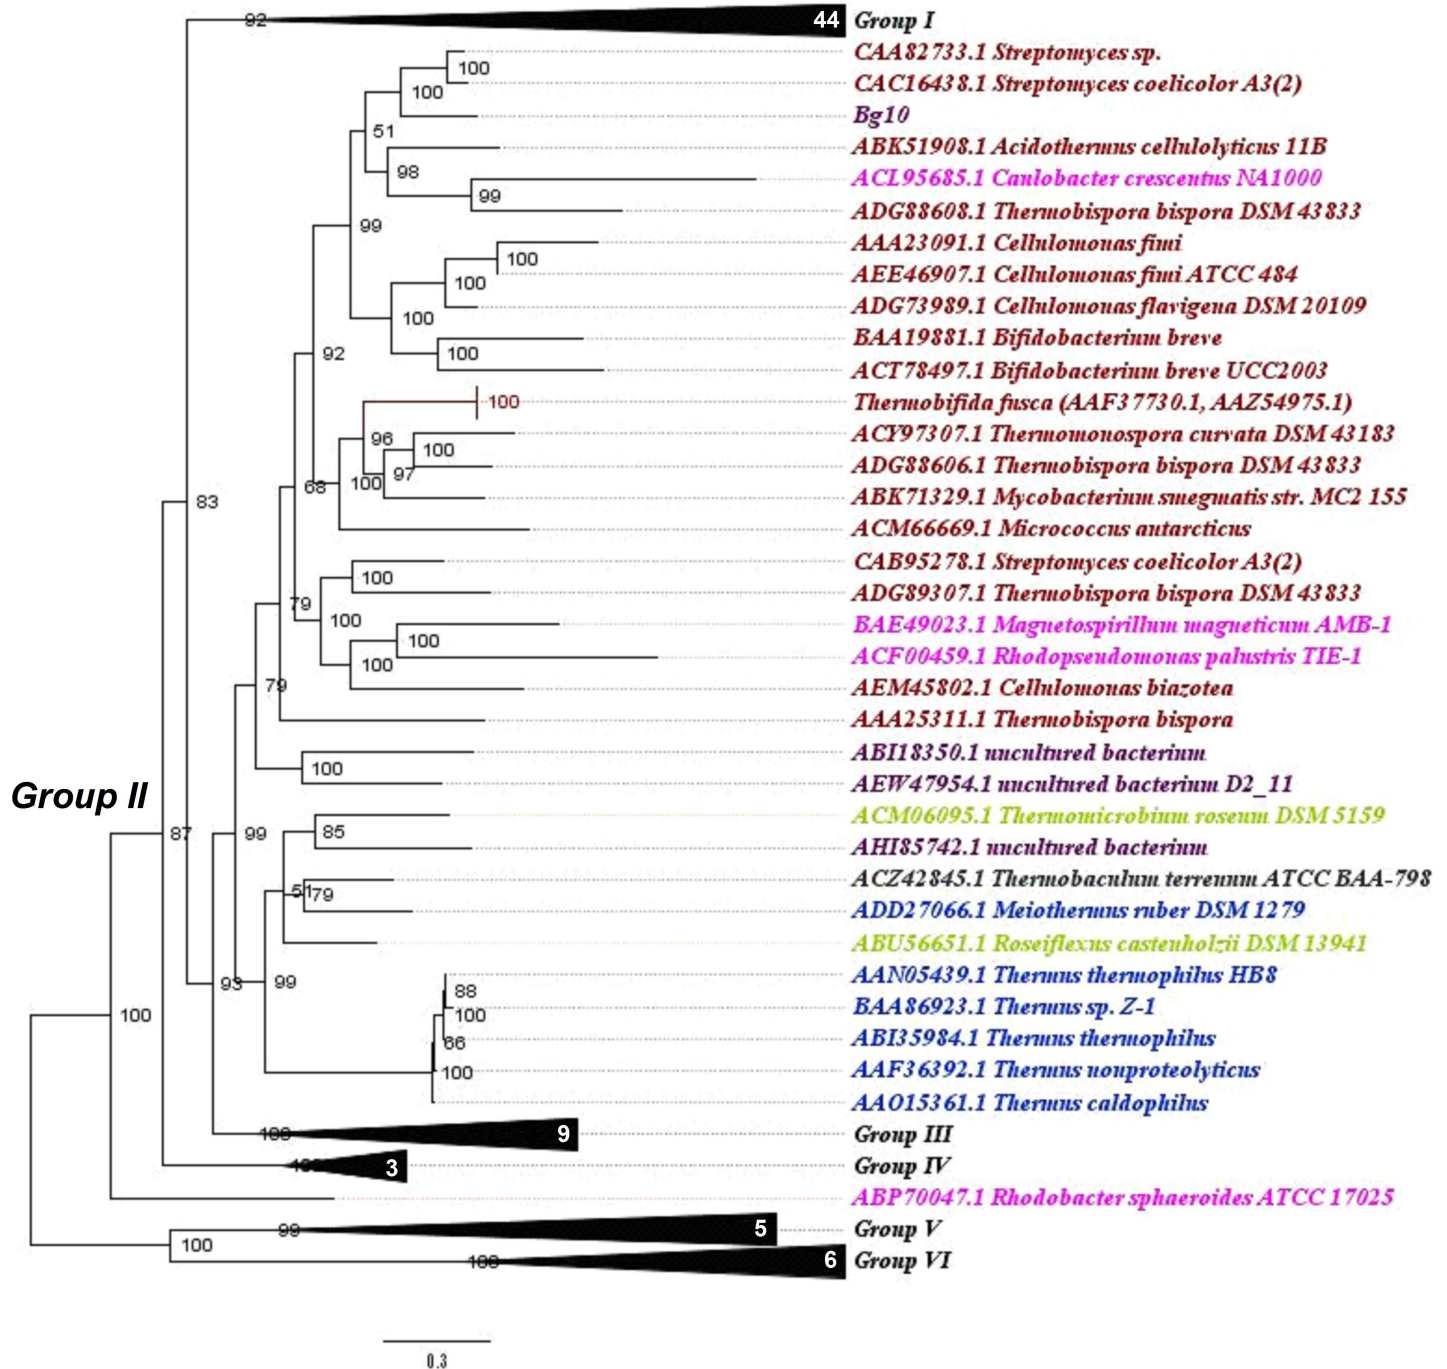 92 44 Group I
CAA82733.1 Streptomyces sp.
100
CAC16438.1 Streptomyces coelicolor A3(2)
100
Bg10
51
ABK51908.1 Acidothermus cellulolyticus 11B
98
ACL95685.1 Caulobacter crescentus NA1000
99
ADG88608.1 Thermobispora bispora DSM 43833
99
AAA23091.1 Cellulomonas fimi
100
AEE46907.1 Cellulomonas fimi ATCC 484
100
ADG73989.1 Cellulomonas flavigena DSM 20109
100
BAA19881.1 Bifidobacterium breve
92
100
ACT78497.1 Bifidobacterium breve UCC2003
100 Thermobifida fusca (AAF37730.1, AAZ54975.1)
ACY97307.1 Thermomonospora curvata DSM 43183
96
100
ADG88606.1 Thermobispora bispora DSM 43833
97
68
100
ABK71329.1 Mycobacterium smegmatis str. MC2 155
83
ACM66669.1 Micrococcus antarcticus
CAB95278.1 Streptomyces coelicolor A3(2)
100
ADG89307.1 Thermobispora bispora DSM 43833
79
100
BAE49023.1 Magnetospirillum magneticum AMB-1
100
ACF00459.1 Rhodopseudomonas palustris TIE-1
100
AEM45802.1 Cellulomonas biazotea
79
AAA25311.1 Thermobispora bispora
ABI18350.1 uncultured bacterium
100
AEW47954.1 uncultured bacterium D2_11
Group II
ACM06095.1 Thermomicrobium roseum DSM 5159
87
99
85
AHI85742.1 uncultured bacterium
ACZ42845.1 Thermobaculum terrenum ATCC BAA-798
51
79
ADD27066.1 Meiothermus ruber DSM 1279
ABU56651.1 Roseiflexus castenholzii DSM 13941
AAN05439.1 Thermus thermophilus HB8
93
99
88
BAA86923.1 Thermus sp. Z-1
100
100
ABI35984.1 Thermus thermophilus
66
AAF36392.1 Thermus nonproteolyticus
100
AAO15361.1 Thermus caldophilus
100 9 Group III
3 Group IV
ABP70047.1 Rhodobacter sphaeroides ATCC 17025
99 5 Group V
100
100 6 Group VI
0.3